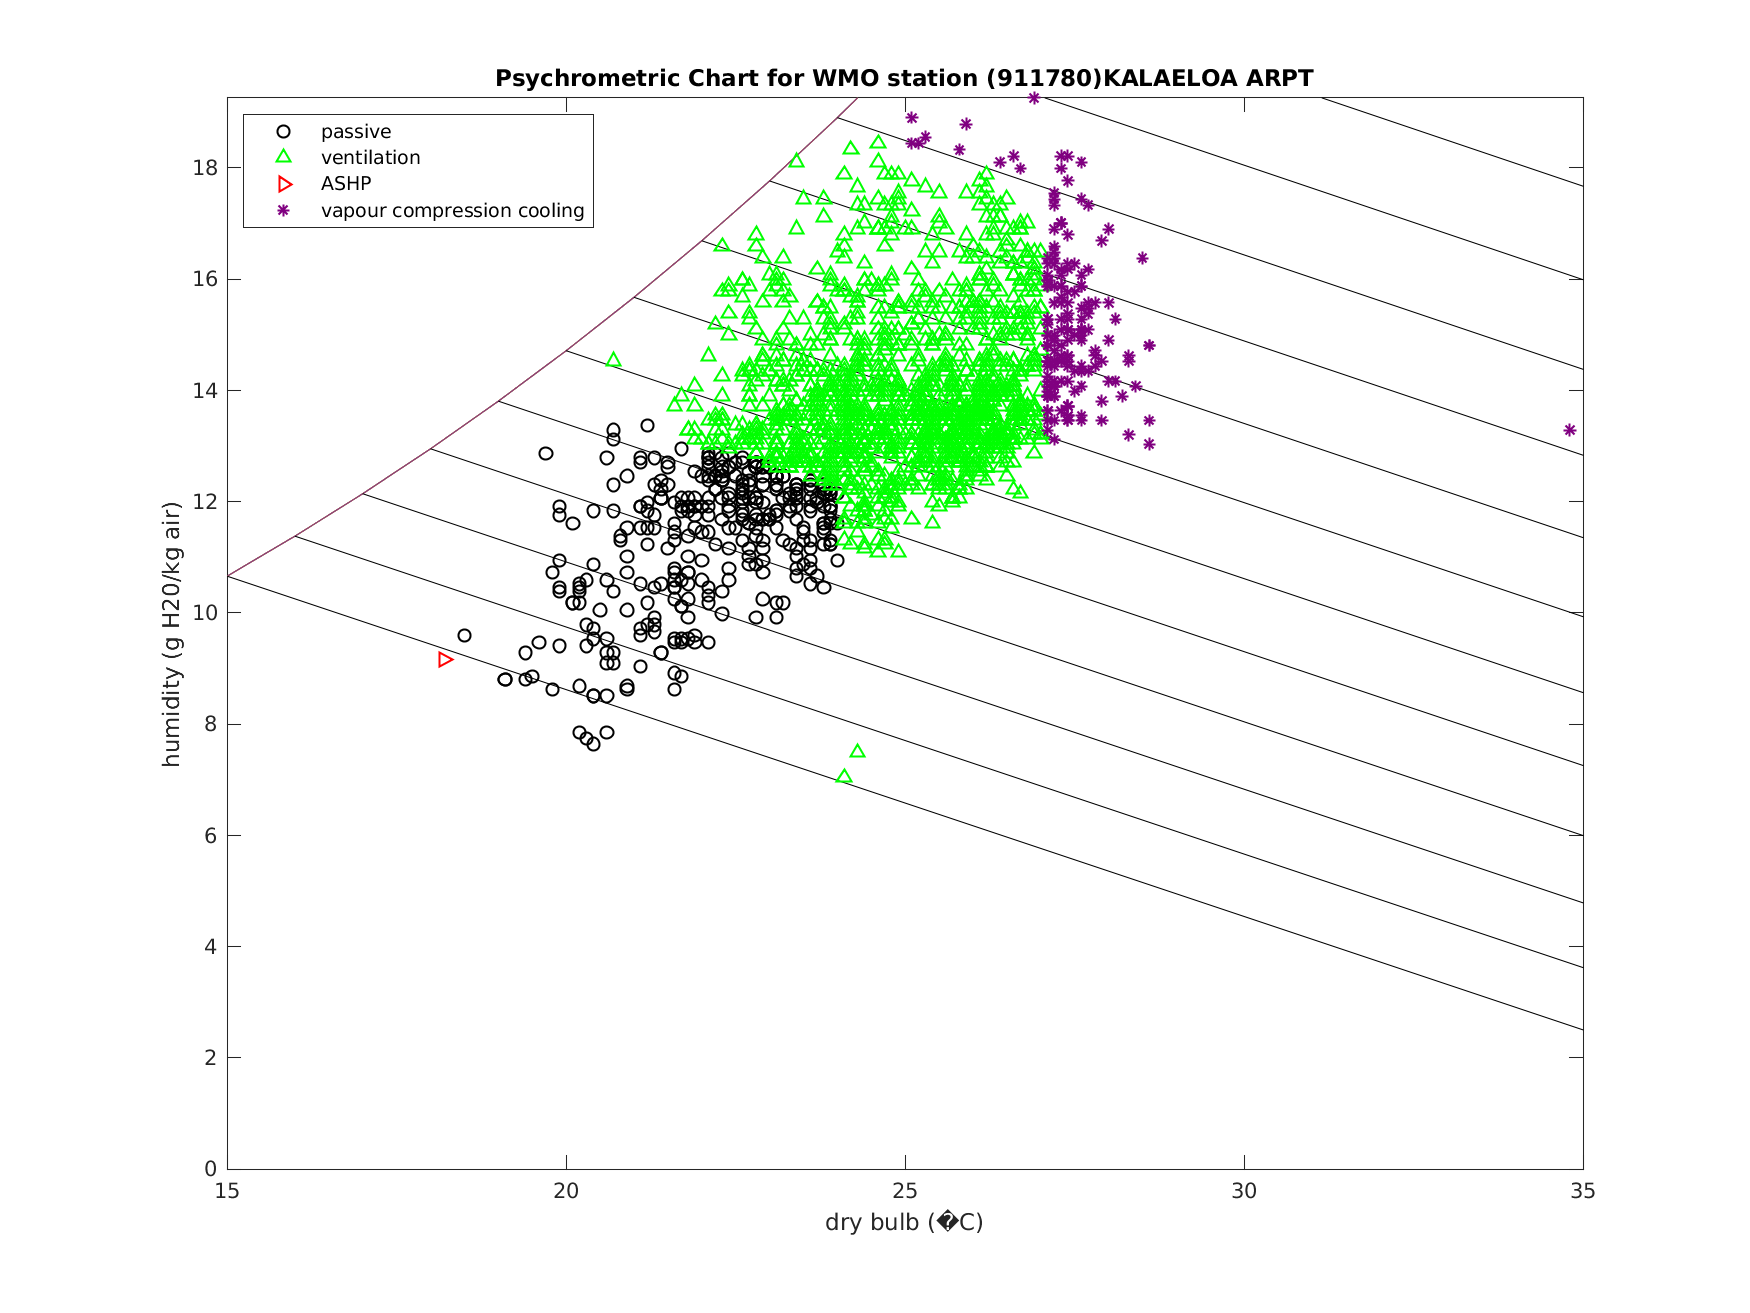 Psychrometric Chart for WMO station (911780)KALAELOA ARPT
passive
ventilation
ASHP
vapour compression cooling
humidity (g H20/kg air)
18
16
14
12
10
8
6
4
2
0
15 20 25 30 35
dry bulb (�C)